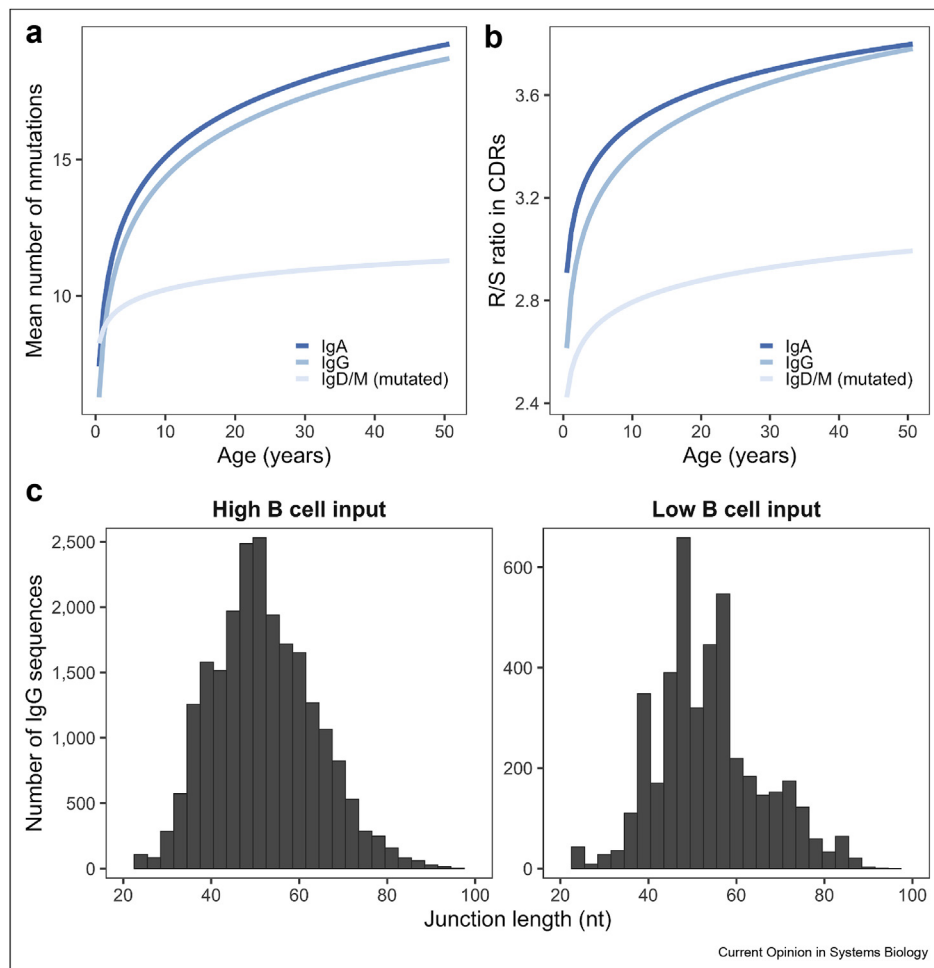 a
Mean number of nmutations
15
10
0 10 20 30 40 50
Age (years)
IgA
IgG
IgD/M (mutated)
b
R/S ratio in CDRs
3.6
3.2
2.8
2.4
0 10 20 30 40 50
Age (years)
IgA
IgG
IgD/M (mutated)
c
High B cell input
Number of IgG sequences
2,500
2,000
1,500
1,000
500
0
20 40 60 80 100
Low B cell input
600
400
200
0
20 40 60 80 100
Junction length (nt)
Current Opinion in Systems Biology